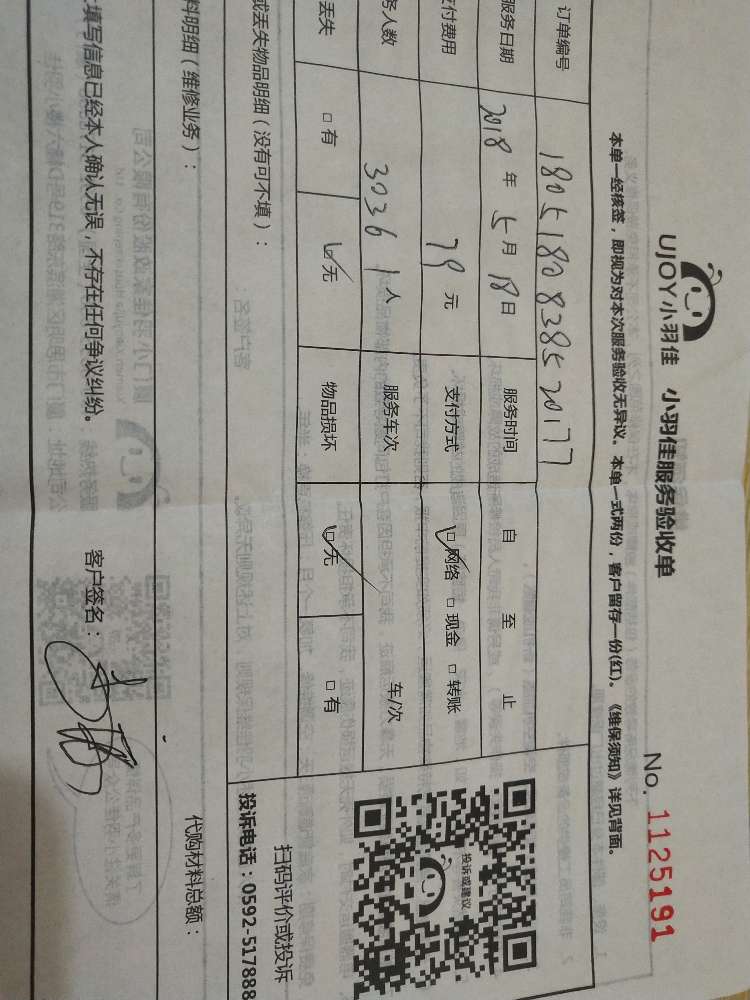 UJOY小羽佳 小羽佳服务验收单
No. 1125191
本单一经核签，即视为对本次服务验收无异议。本单一式两份，客户留存一份(红)。《维保须知》详见背面。
订单编号 1805180838520177
服务日期 2018 年 5 月 18 日 服务时间 自 至 止
支付费用 79 元 支付方式 ☑ 网络 □ 现金 □ 转账
务人数 3036 1 人 服务车次 车/次
丢失 □ 有 ☑ 无 物品损坏 ☑ 无 □ 有
或丢失物品明细（没有可不填）：
投诉或建议
扫码评价或投诉
投诉电话：0592-517888
料明细（维修业务）： 代购材料总额：
填写信息已经本人确认无误，不存在任何争议纠纷。 客户签名：